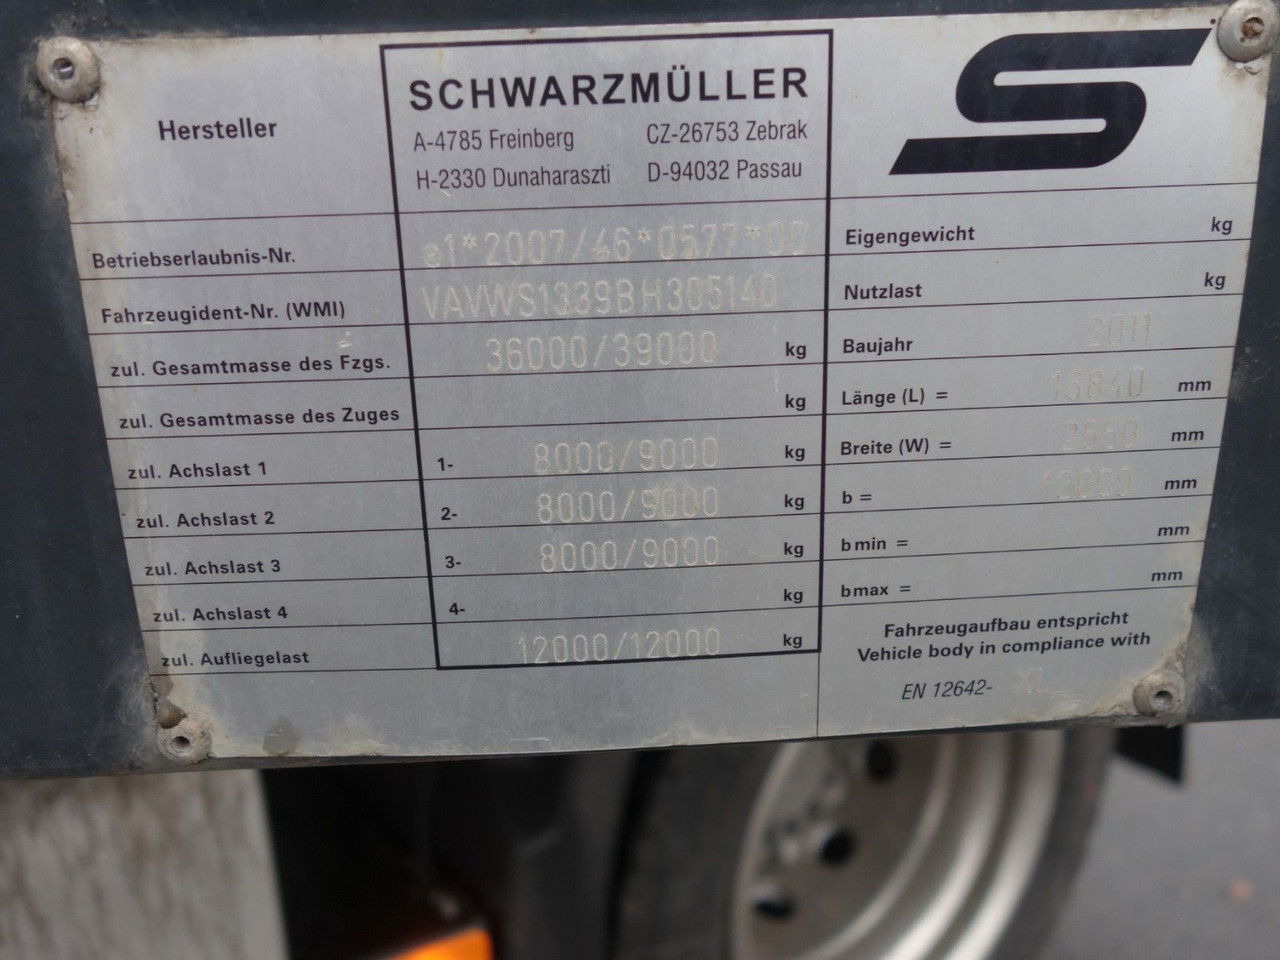 Hersteller
SCHWARZMÜLLER
A-4785 Freinberg CZ-26753 Zebrak
H-2330 Dunaharaszti D-94032 Passau
Betriebserlaubnis-Nr. e1*2007/46*0577*00
Fahrzeugident-Nr. (WMI) VAVWS1339BH305140
zul. Gesamtmasse des Fzgs. 36000/39000 kg
zul. Gesamtmasse des Zuges kg
zul. Achslast 1 1- 8000/9000 kg
zul. Achslast 2 2- 8000/9000 kg
zul. Achslast 3 3- 8000/9000 kg
zul. Achslast 4 4- kg
zul. Aufliegelast 12000/12000 kg
Eigengewicht kg
Nutzlast kg
Baujahr 2011
Länge (L) = 13840 mm
Breite (W) = 2550 mm
b = mm
b min = mm
b max = mm
Fahrzeugaufbau entspricht
Vehicle body in compliance with
EN 12642- XL